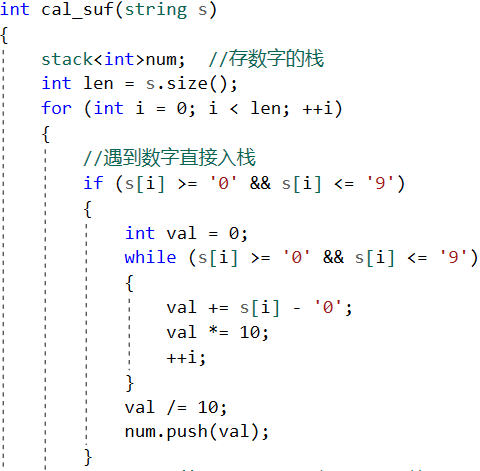 int cal_suf(string s)
{
    stack<int>num;  //存数字的栈
    int len = s.size();
    for (int i = 0; i < len; ++i)
    {
        //遇到数字直接入栈
        if (s[i] >= '0' && s[i] <= '9')
        {
            int val = 0;
            while (s[i] >= '0' && s[i] <= '9')
            {
                val += s[i] - '0';
                val *= 10;
                ++i;
            }
            val /= 10;
            num.push(val);
        }